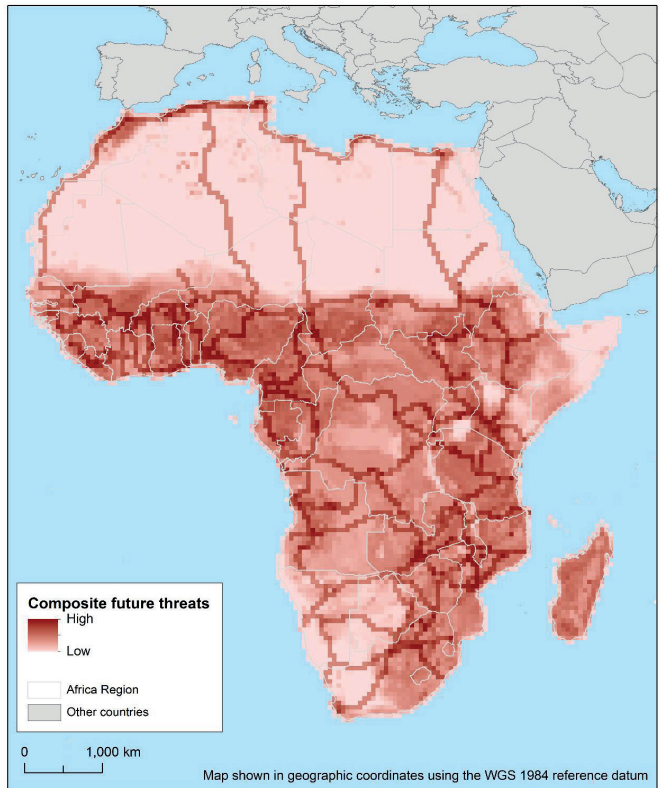 Composite future threats
High
Low
Africa Region
Other countries
0 1,000 km
Map shown in geographic coordinates using the WGS 1984 reference datum